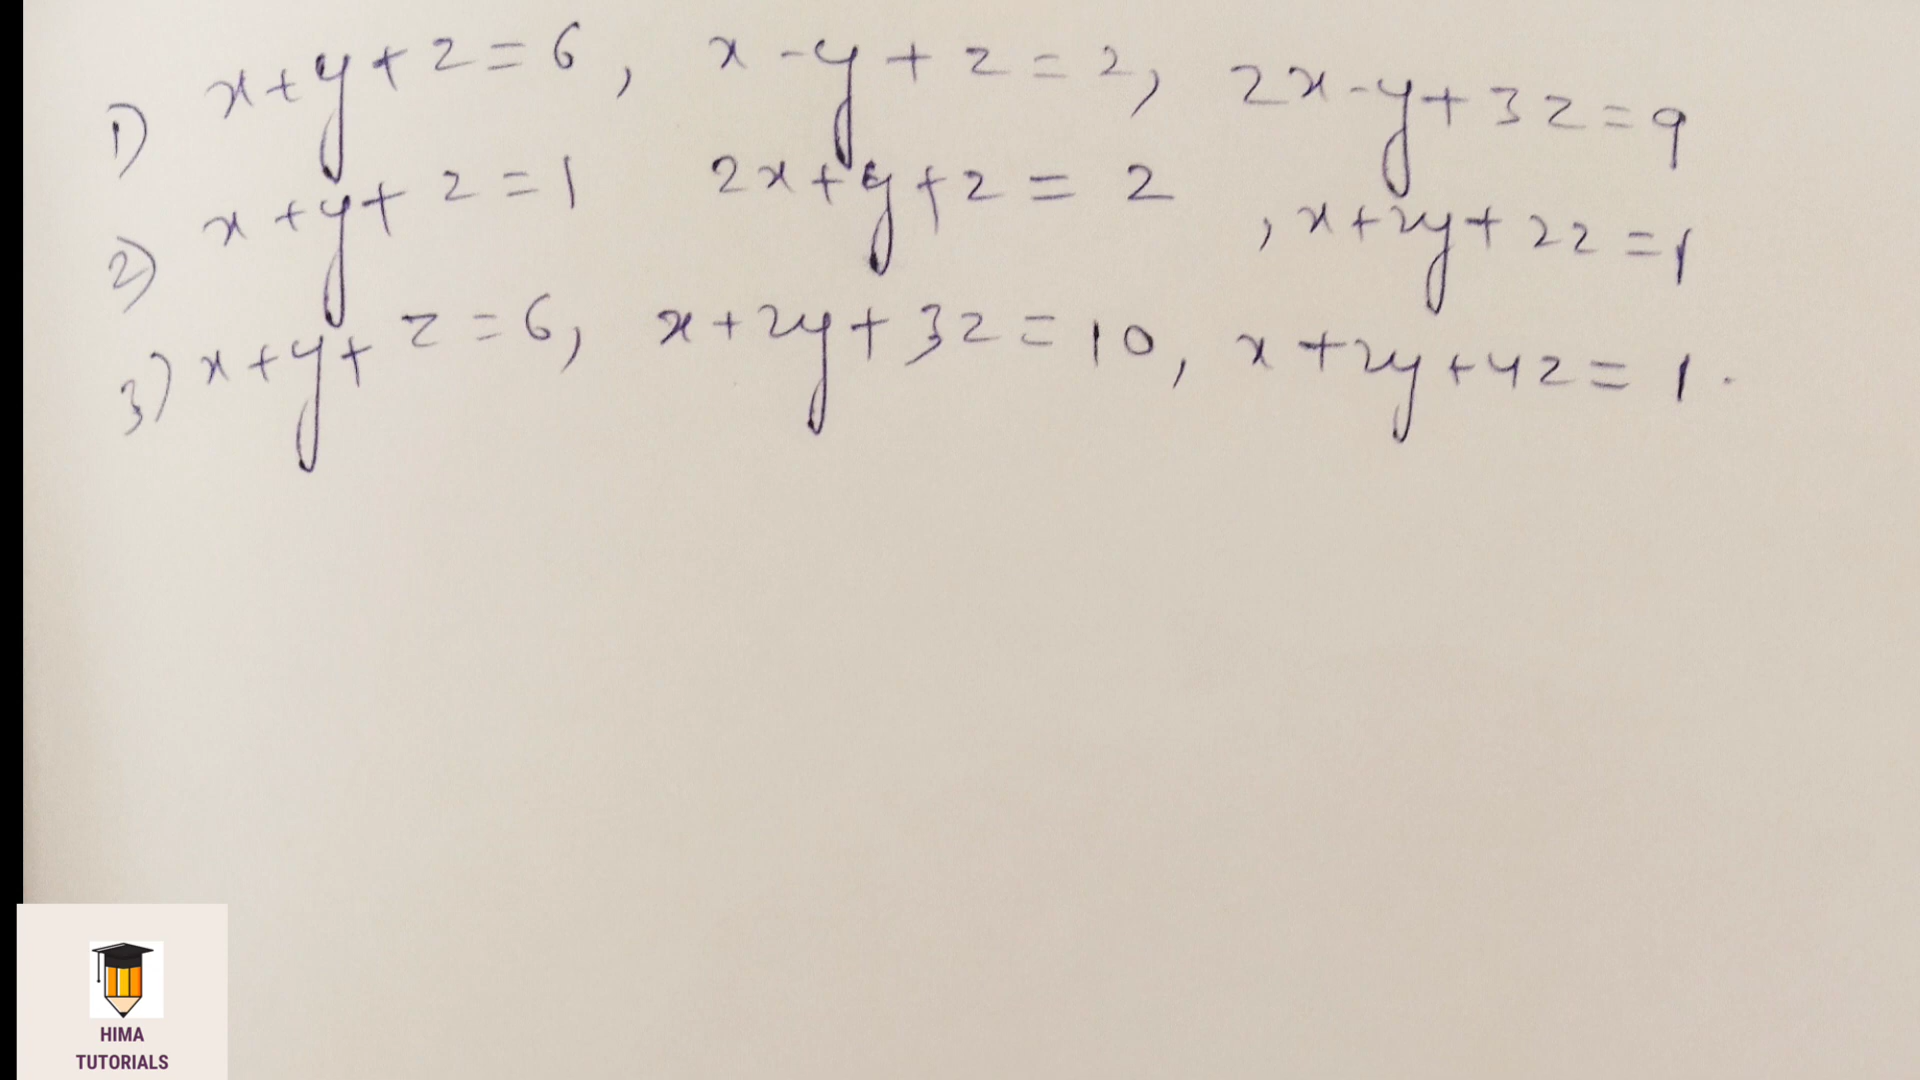 1) x+y+z=6, x-y+z=2, 2x-y+3z=9
2) x+y+z=1 2x+y+z=2, x+2y+2z=1
3) x+y+z=6, x+2y+3z=10, x+2y+4z=1.
HIMA
TUTORIALS